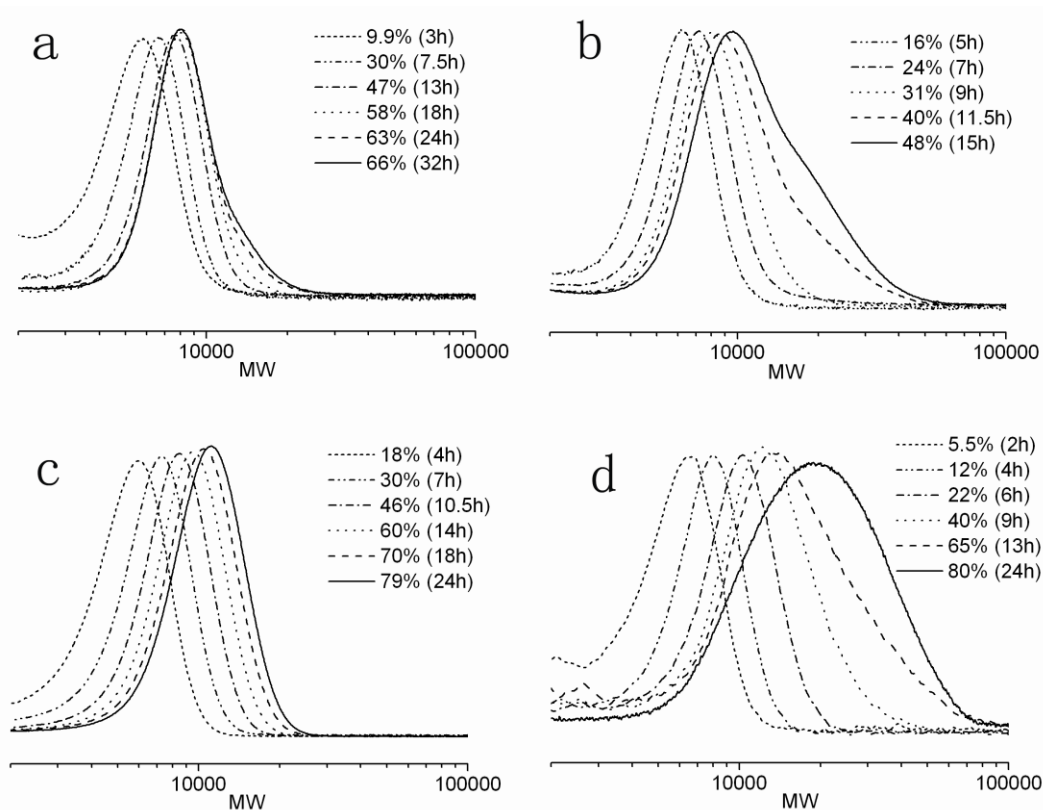 a
9.9% (3h)
30% (7.5h)
47% (13h)
58% (18h)
63% (24h)
66% (32h)
10000
100000
MW
b
16% (5h)
24% (7h)
31% (9h)
40% (11.5h)
48% (15h)
10000
100000
MW
c
18% (4h)
30% (7h)
46% (10.5h)
60% (14h)
70% (18h)
79% (24h)
10000
100000
MW
d
5.5% (2h)
12% (4h)
22% (6h)
40% (9h)
65% (13h)
80% (24h)
10000
100000
MW